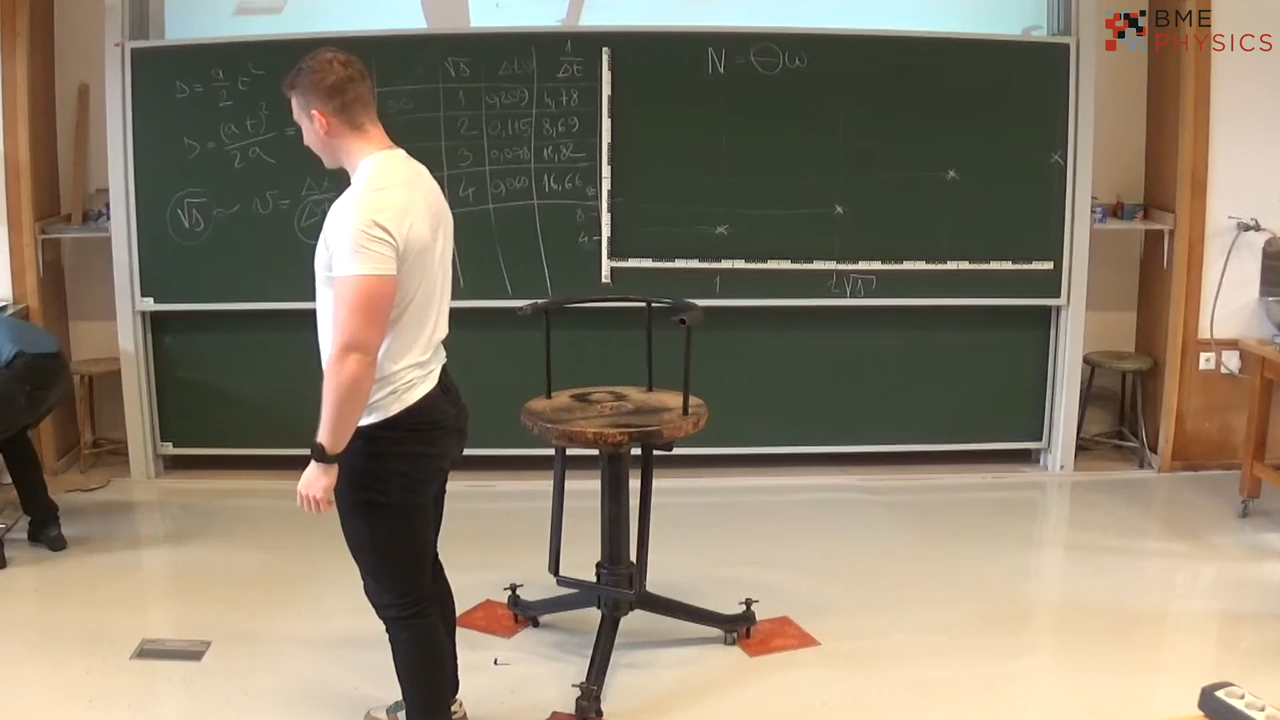 BME
PHYSICS
s = a/2 t²
s = (at)²/2a =
√s ~ v =
√s Δt 1/Δt
1 0,209 4,78
2 0,115 8,69
3 0,078 12,82
4 0,060 16,66
8
4
1 √s
N = Θω